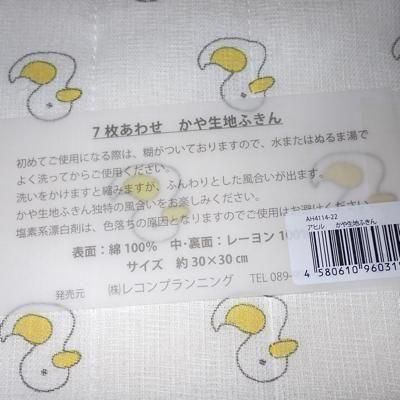 7枚あわせ かや生地ふきん
初めてご使用になる際は、糊がついておりますので、水またはぬるま湯で
よく洗ってからご使用ください。
洗いをかけますと縮みますが、ふんわりとした風合いが出ます。
かや生地ふきん独特の風合いをお楽しみください。
塩素系漂白剤は、色落ちの原因となりますのでご使用はお避けください。
表面：綿100% 中・裏面：レーヨン
サイズ 約30×30㎝
発売元 ㈱レコンプランニング TEL 089-
AH4114-22
アヒル かや生地ふきん
4 580610 96031